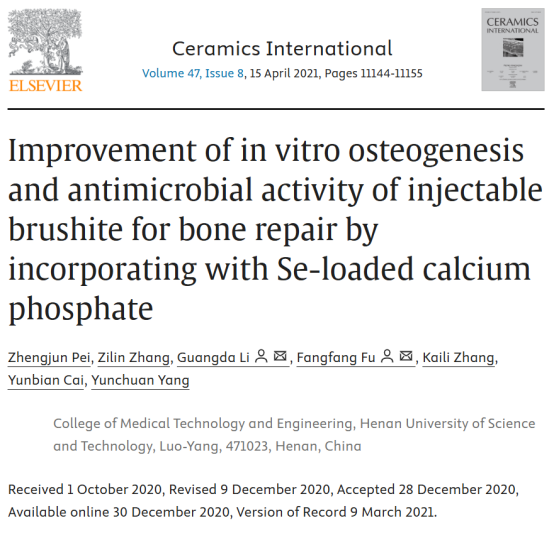 Ceramics International
CERAMICS
INTERNATIONAL
Volume 47, Issue 8, 15 April 2021, Pages 11144-11155
ELSEVIER
Improvement of in vitro osteogenesis
and antimicrobial activity of injectable
brushite for bone repair by
incorporating with Se-loaded calcium
phosphate
Zhengjun Pei, Zilin Zhang, Guangda Li , Fangfang Fu , Kaili Zhang,
Yunbian Cai, Yunchuan Yang
College of Medical Technology and Engineering, Henan University of Science
and Technology, Luo-Yang, 471023, Henan, China
Received 1 October 2020, Revised 9 December 2020, Accepted 28 December 2020,
Available online 30 December 2020, Version of Record 9 March 2021.